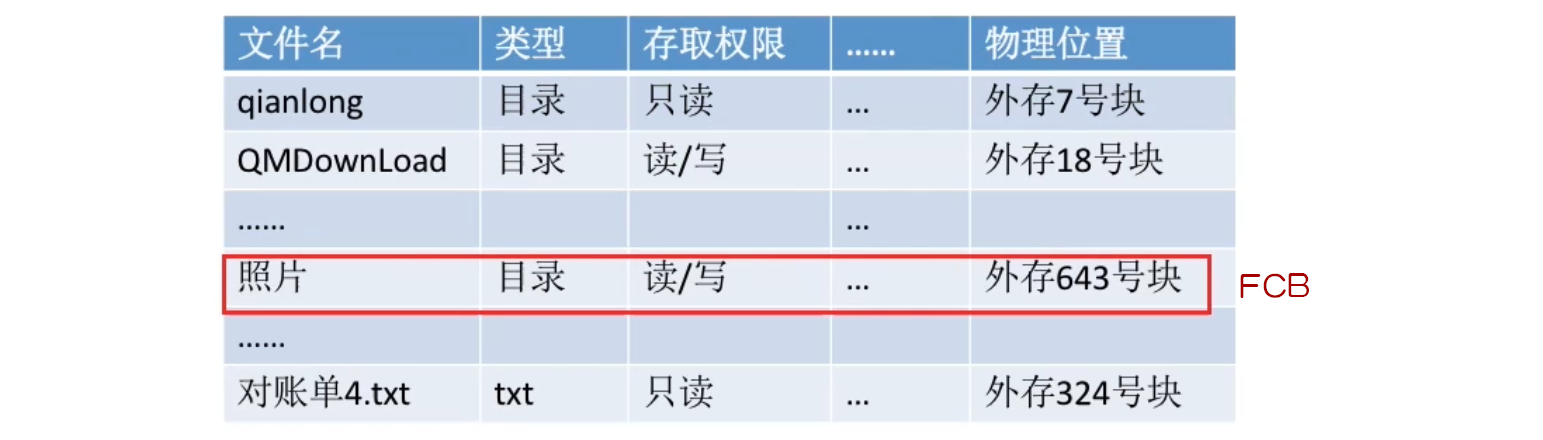 文件名 类型 存取权限 …… 物理位置
qianlong 目录 只读 … 外存7号块
QMDownLoad 目录 读/写 … 外存18号块
…… …
照片 目录 读/写 … 外存643号块 FCB
……
对账单4.txt txt 只读 … 外存324号块